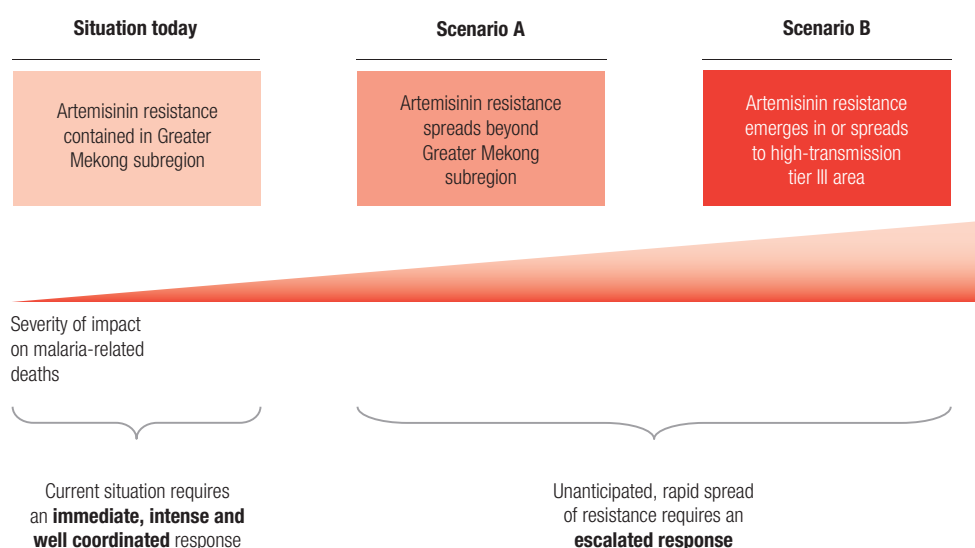 Situation today
Scenario A
Scenario B
Artemisinin resistance
contained in Greater
Mekong subregion
Artemisinin resistance
spreads beyond
Greater Mekong
subregion
Artemisinin resistance
emerges in or spreads
to high-transmission
tier III area
Severity of impact
on malaria-related
deaths
Current situation requires
an immediate, intense and
well coordinated response
Unanticipated, rapid spread
of resistance requires an
escalated response